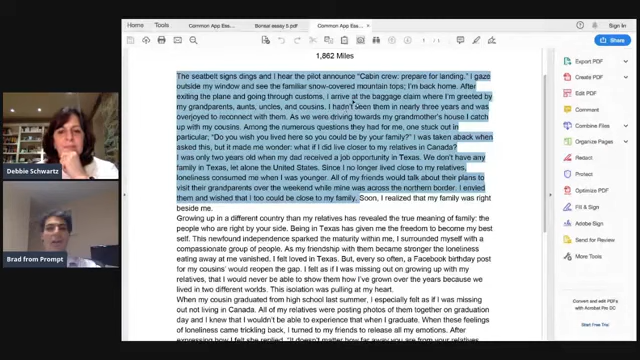 Home Tools Common App Ess... Bonsai essay 5.pdf Common App Ess... × Sign In
Share
1,662 Miles
The seatbelt signs dings and I hear the pilot announce "Cabin crew: prepare for landing." I gaze
outside my window and see the familiar snow-covered mountain tops; I'm back home. After
exiting the plane and going through customs, I arrive at the baggage claim where I'm greeted by
my grandparents, aunts, uncles, and cousins. I hadn't seen them in nearly three years and was
overjoyed to reconnect with them. As we were driving towards my grandmother's house I catch
up with my cousins. Among the numerous questions they had for me, one stuck out in
particular; "Do you wish you lived here so you could be by your family?" I was taken aback when
asked this, but it made me wonder: what if I did live closer to my relatives in Canada?
I was only two years old when my dad received a job opportunity in Texas. We don't have any
family in Texas, let alone the United States. Since I no longer lived close to my relatives,
loneliness consumed me when I was younger. All of my friends would talk about their plans to
visit their grandparents over the weekend while mine was across the northern border. I envied
them and wished that I too could be close to my family. Soon, I realized that my family was right
beside me.
Growing up in a different country than my relatives has revealed the true meaning of family: the
people who are right by your side. Being in Texas has given me the freedom to become my best
self. This newfound independence sparked the maturity within me, I surrounded myself with a
compassionate group of people. As my friendship with them became stronger the loneliness
eating away at me vanished. I felt loved in Texas. But, every so often, a Facebook birthday post
for my cousins' would reopen the gap. I felt as if I was missing out on growing up with my
relatives, that I would never be able to show them how I've grown over the years because we
lived in two different worlds. This isolation was pulling at my heart.
When my cousin graduated from high school last summer, I especially felt as if I was missing
out not living in Canada. All of my relatives were posting photos of them together on graduation
day and I knew that I wouldn't be able to experience that when I graduate. When these feelings
of loneliness came trickling back, I turned to my friends to release all my emotions. After
expressing how I felt she replied, "It doesn't matter how far away you are from your
Export PDF
Create PDF
Edit PDF
Comment
Combine Files
Organize Pages
Redact
Protect
Optimize PDF
Fill & Sign
Adobe Sign
Send for Review
More Tools
Convert and edit PDFs
with Acrobat Pro DC
Start Free Trial
Debbie Schwartz
Brad from Prompt